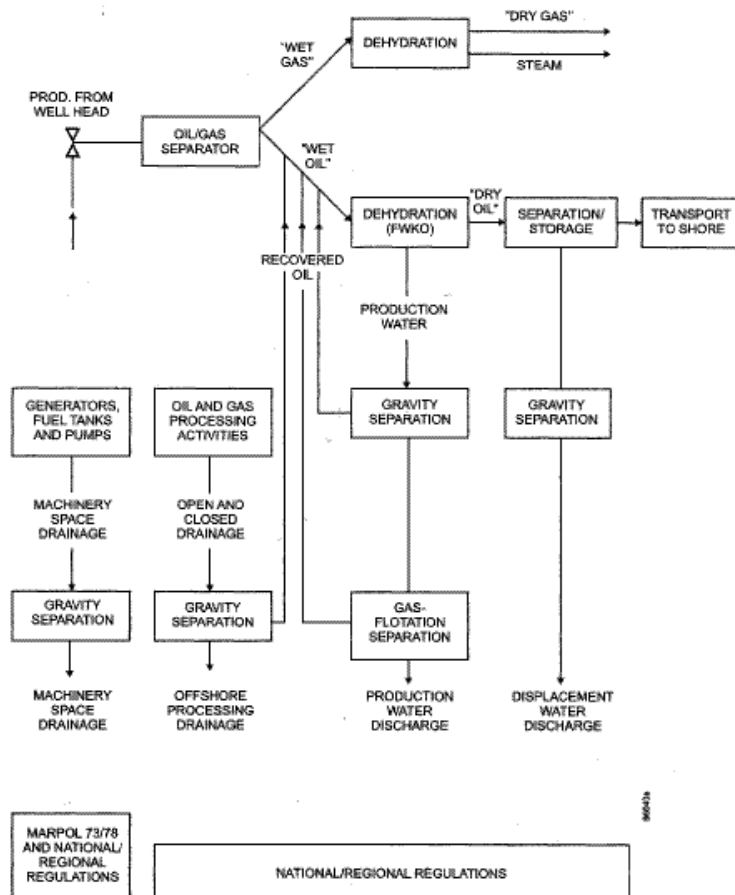 "DRY GAS"
"WET
GAS"
DEHYDRATION
STEAM
PROD. FROM
WELL HEAD
OIL/GAS
SEPARATOR
"WET
OIL"
"DRY
OIL"
DEHYDRATION
(FWKO)
SEPARATION/
STORAGE
TRANSPORT
TO SHORE
RECOVERED
OIL
PRODUCTION
WATER
GENERATORS,
FUEL TANKS
AND PUMPS
OIL AND GAS
PROCESSING
ACTIVITIES
GRAVITY
SEPARATION
GRAVITY
SEPARATION
MACHINERY
SPACE
DRAINAGE
OPEN AND
CLOSED
DRAINAGE
GRAVITY
SEPARATION
GRAVITY
SEPARATION
GAS-
FLOTATION
SEPARATION
MACHINERY
SPACE
DRAINAGE
OFFSHORE
PROCESSING
DRAINAGE
PRODUCTION
WATER
DISCHARGE
DISPLACEMENT
WATER
DISCHARGE
MARPOL 73/78
AND NATIONAL/
REGIONAL
REGULATIONS
NATIONAL/REGIONAL REGULATIONS